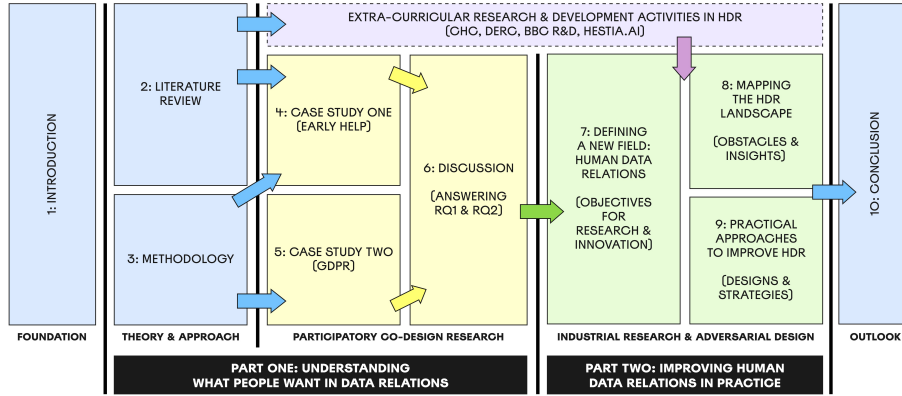 EXTRA-CURRICULAR RESEARCH & DEVELOPMENT ACTIVITIES IN HDR
(CHC, DERC, BBC R&D, HESTIA.AI)
1: INTRODUCTION
2: LITERATURE
REVIEW
3: METHODOLOGY
4: CASE STUDY ONE
(EARLY HELP)
5: CASE STUDY TWO
(GDPR)
6: DISCUSSION
(ANSWERING
RQ1 & RQ2)
7: DEFINING
A NEW FIELD:
HUMAN DATA
RELATIONS
(OBJECTIVES
FOR
RESEARCH &
INNOVATION)
8: MAPPING
THE HDR
LANDSCAPE
(OBSTACLES &
INSIGHTS)
9: PRACTICAL
APPROACHES
TO IMPROVE HDR
(DESIGNS &
STRATEGIES)
10: CONCLUSION
FOUNDATION
THEORY & APPROACH
PARTICIPATORY CO-DESIGN RESEARCH
INDUSTRIAL RESEARCH & ADVERSARIAL DESIGN
OUTLOOK
PART ONE: UNDERSTANDING
WHAT PEOPLE WANT IN DATA RELATIONS
PART TWO: IMPROVING HUMAN
DATA RELATIONS IN PRACTICE